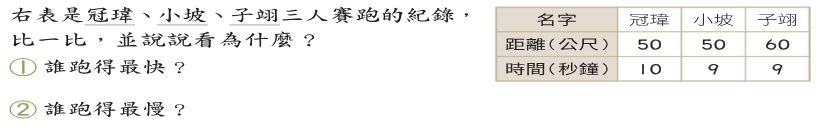 右表是冠瑋、小坡、子翊三人賽跑的紀錄，
比一比，並說說看為什麼？
① 誰跑得最快？
② 誰跑得最慢？
名字 冠瑋 小坡 子翊
距離(公尺) 50 50 60
時間(秒鐘) 10 9 9